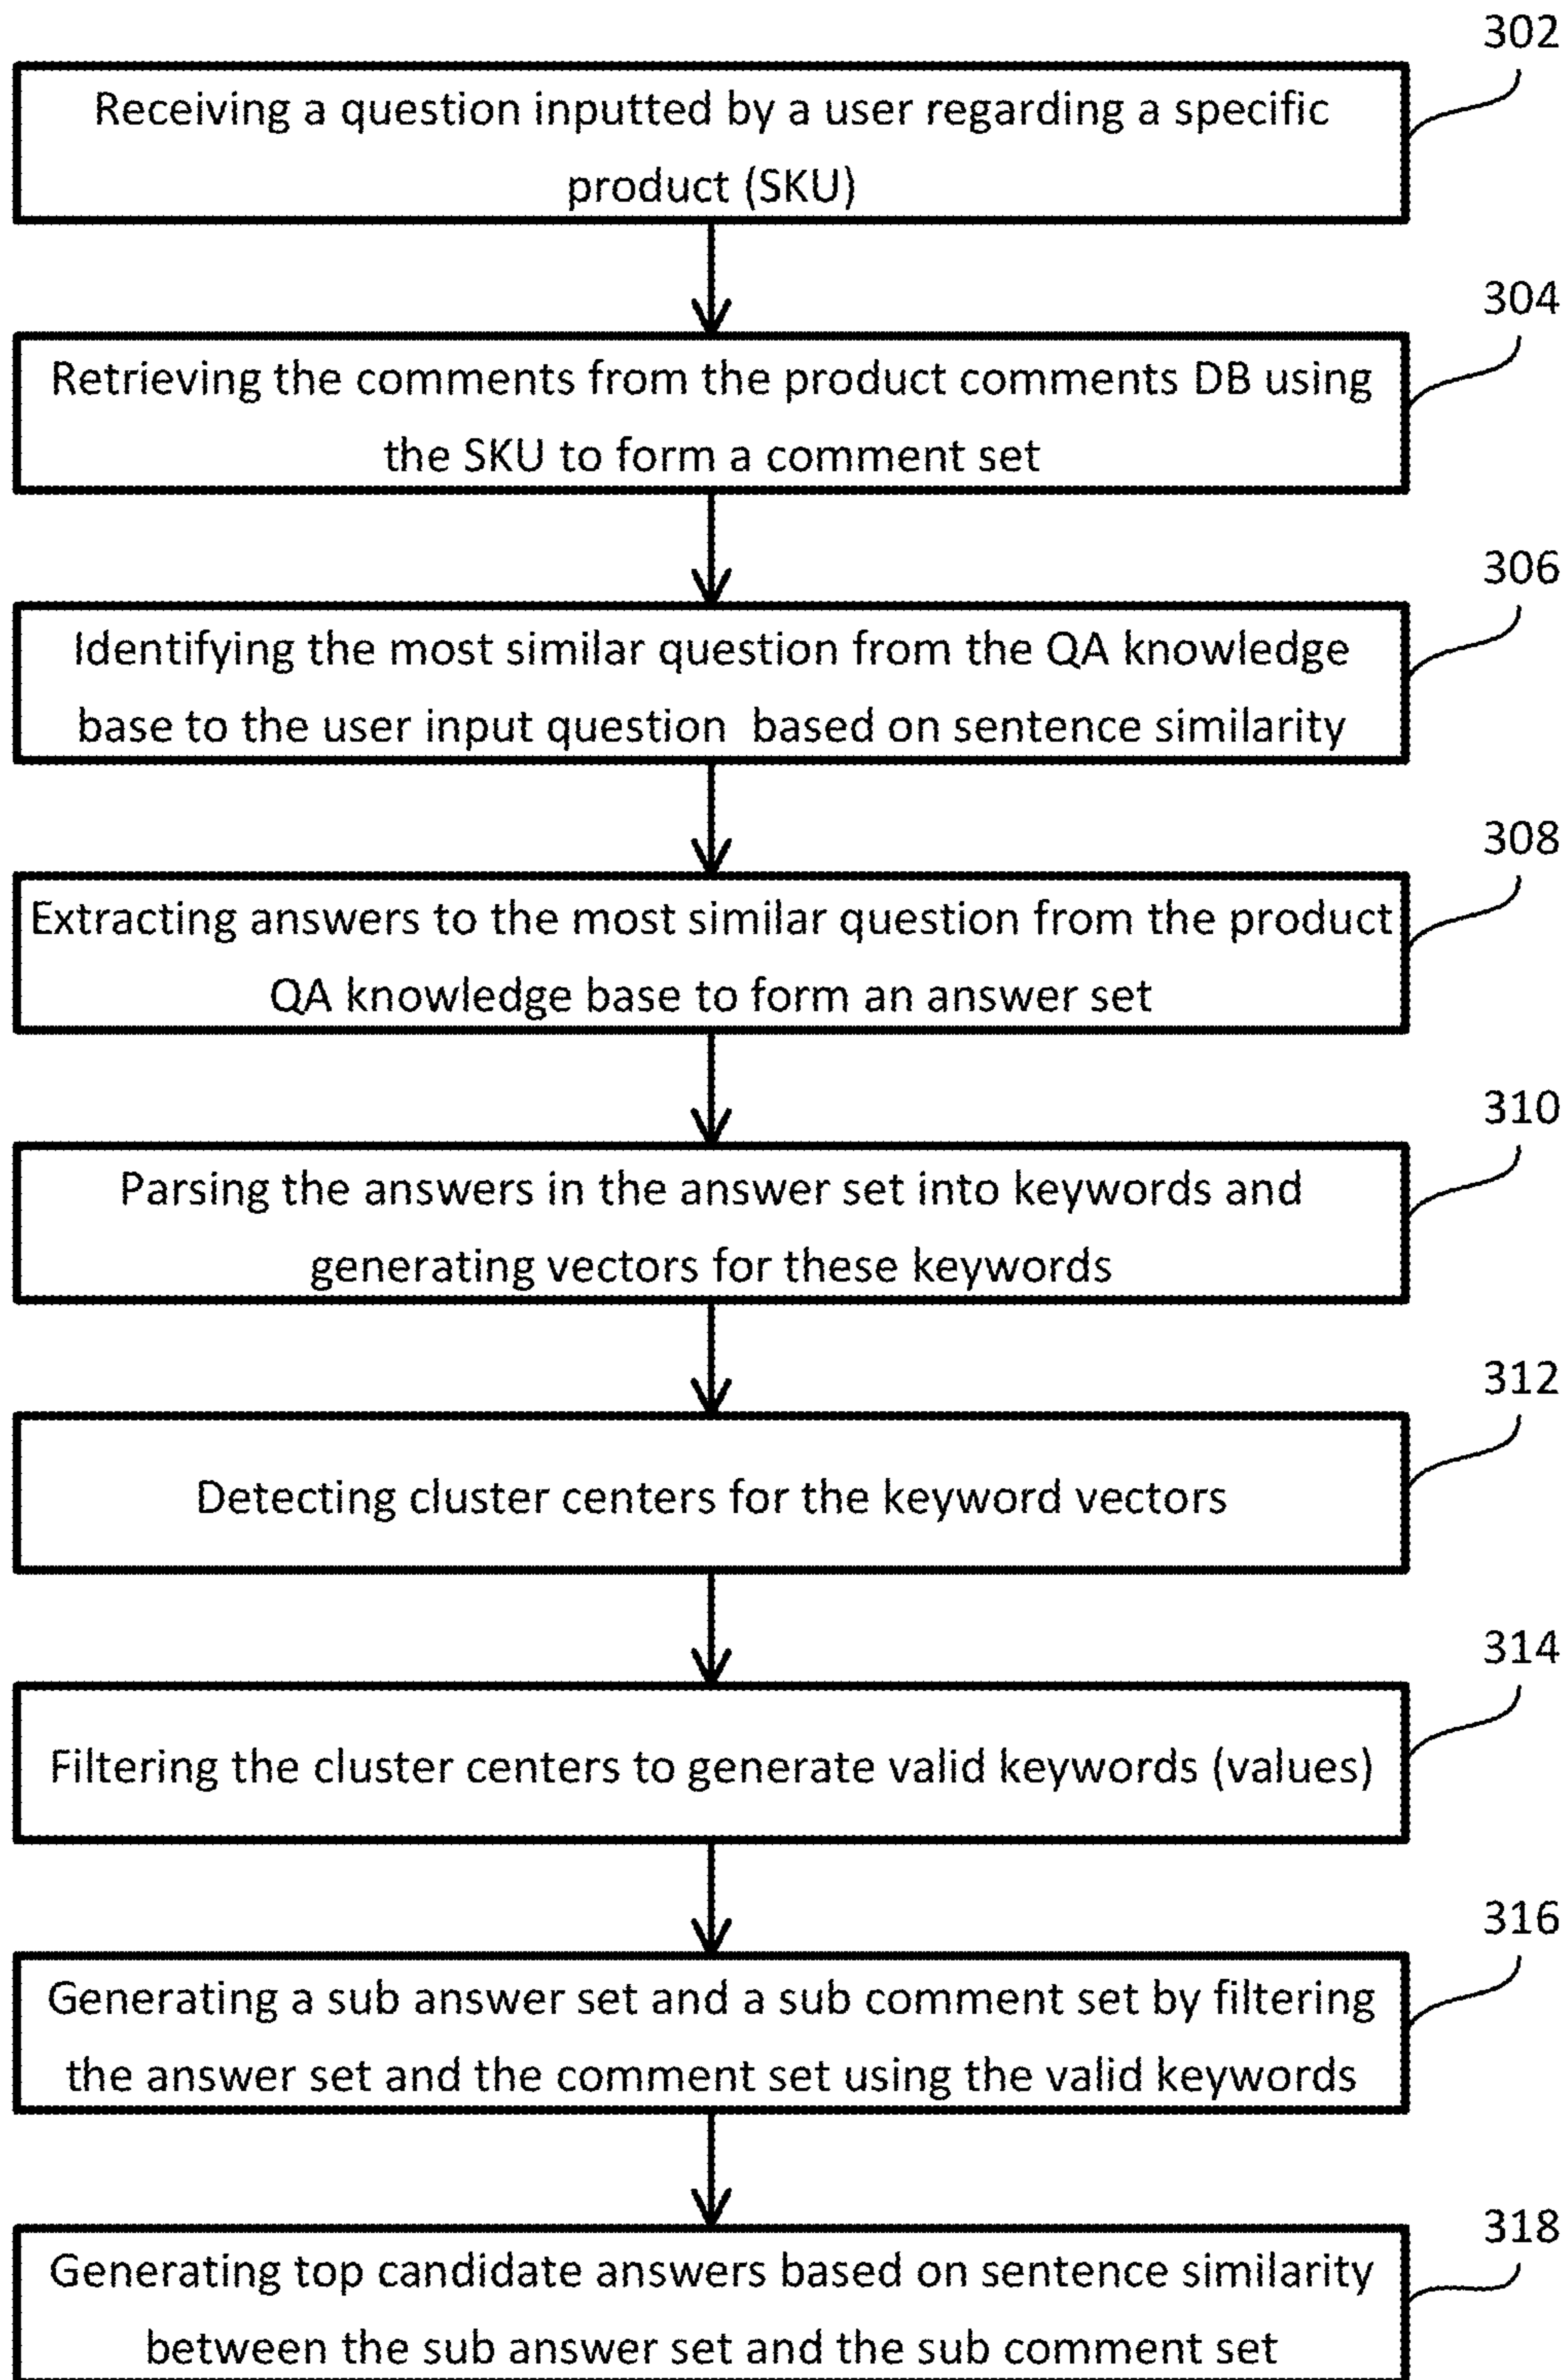 302
Receiving a question inputted by a user regarding a specific
product (SKU)
304
Retrieving the comments from the product comments DB using
the SKU to form a comment set
306
Identifying the most similar question from the QA knowledge
base to the user input question based on sentence similarity
308
Extracting answers to the most similar question from the product
QA knowledge base to form an answer set
310
Parsing the answers in the answer set into keywords and
generating vectors for these keywords
312
Detecting cluster centers for the keyword vectors
314
Filtering the cluster centers to generate valid keywords (values)
316
Generating a sub answer set and a sub comment set by filtering
the answer set and the comment set using the valid keywords
318
Generating top candidate answers based on sentence similarity
between the sub answer set and the sub comment set